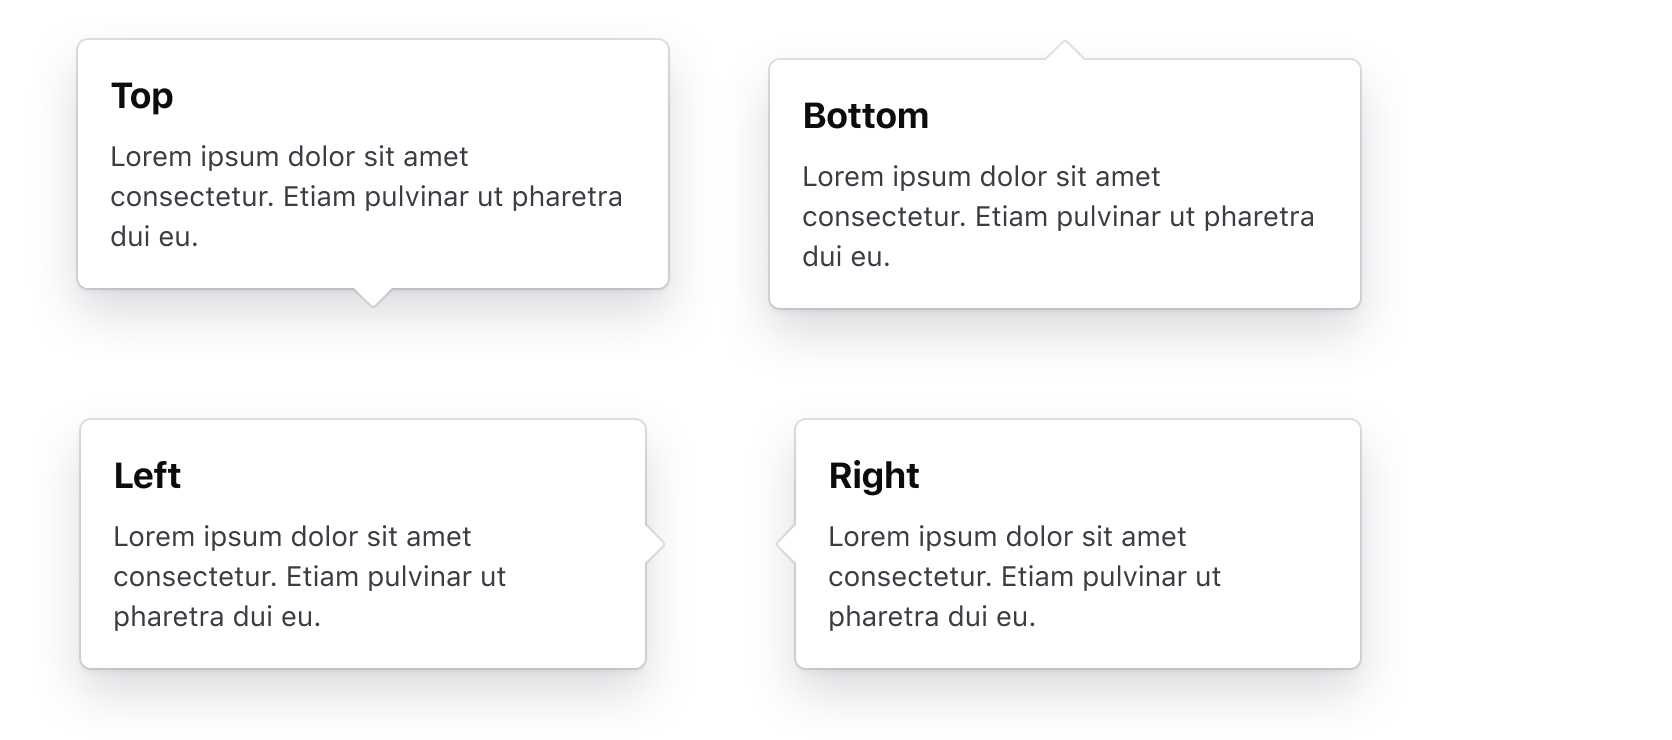 Top
Lorem ipsum dolor sit amet
consectetur. Etiam pulvinar ut pharetra
dui eu.
Bottom
Lorem ipsum dolor sit amet
consectetur. Etiam pulvinar ut pharetra
dui eu.
Left
Lorem ipsum dolor sit amet
consectetur. Etiam pulvinar ut
pharetra dui eu.
Right
Lorem ipsum dolor sit amet
consectetur. Etiam pulvinar ut
pharetra dui eu.